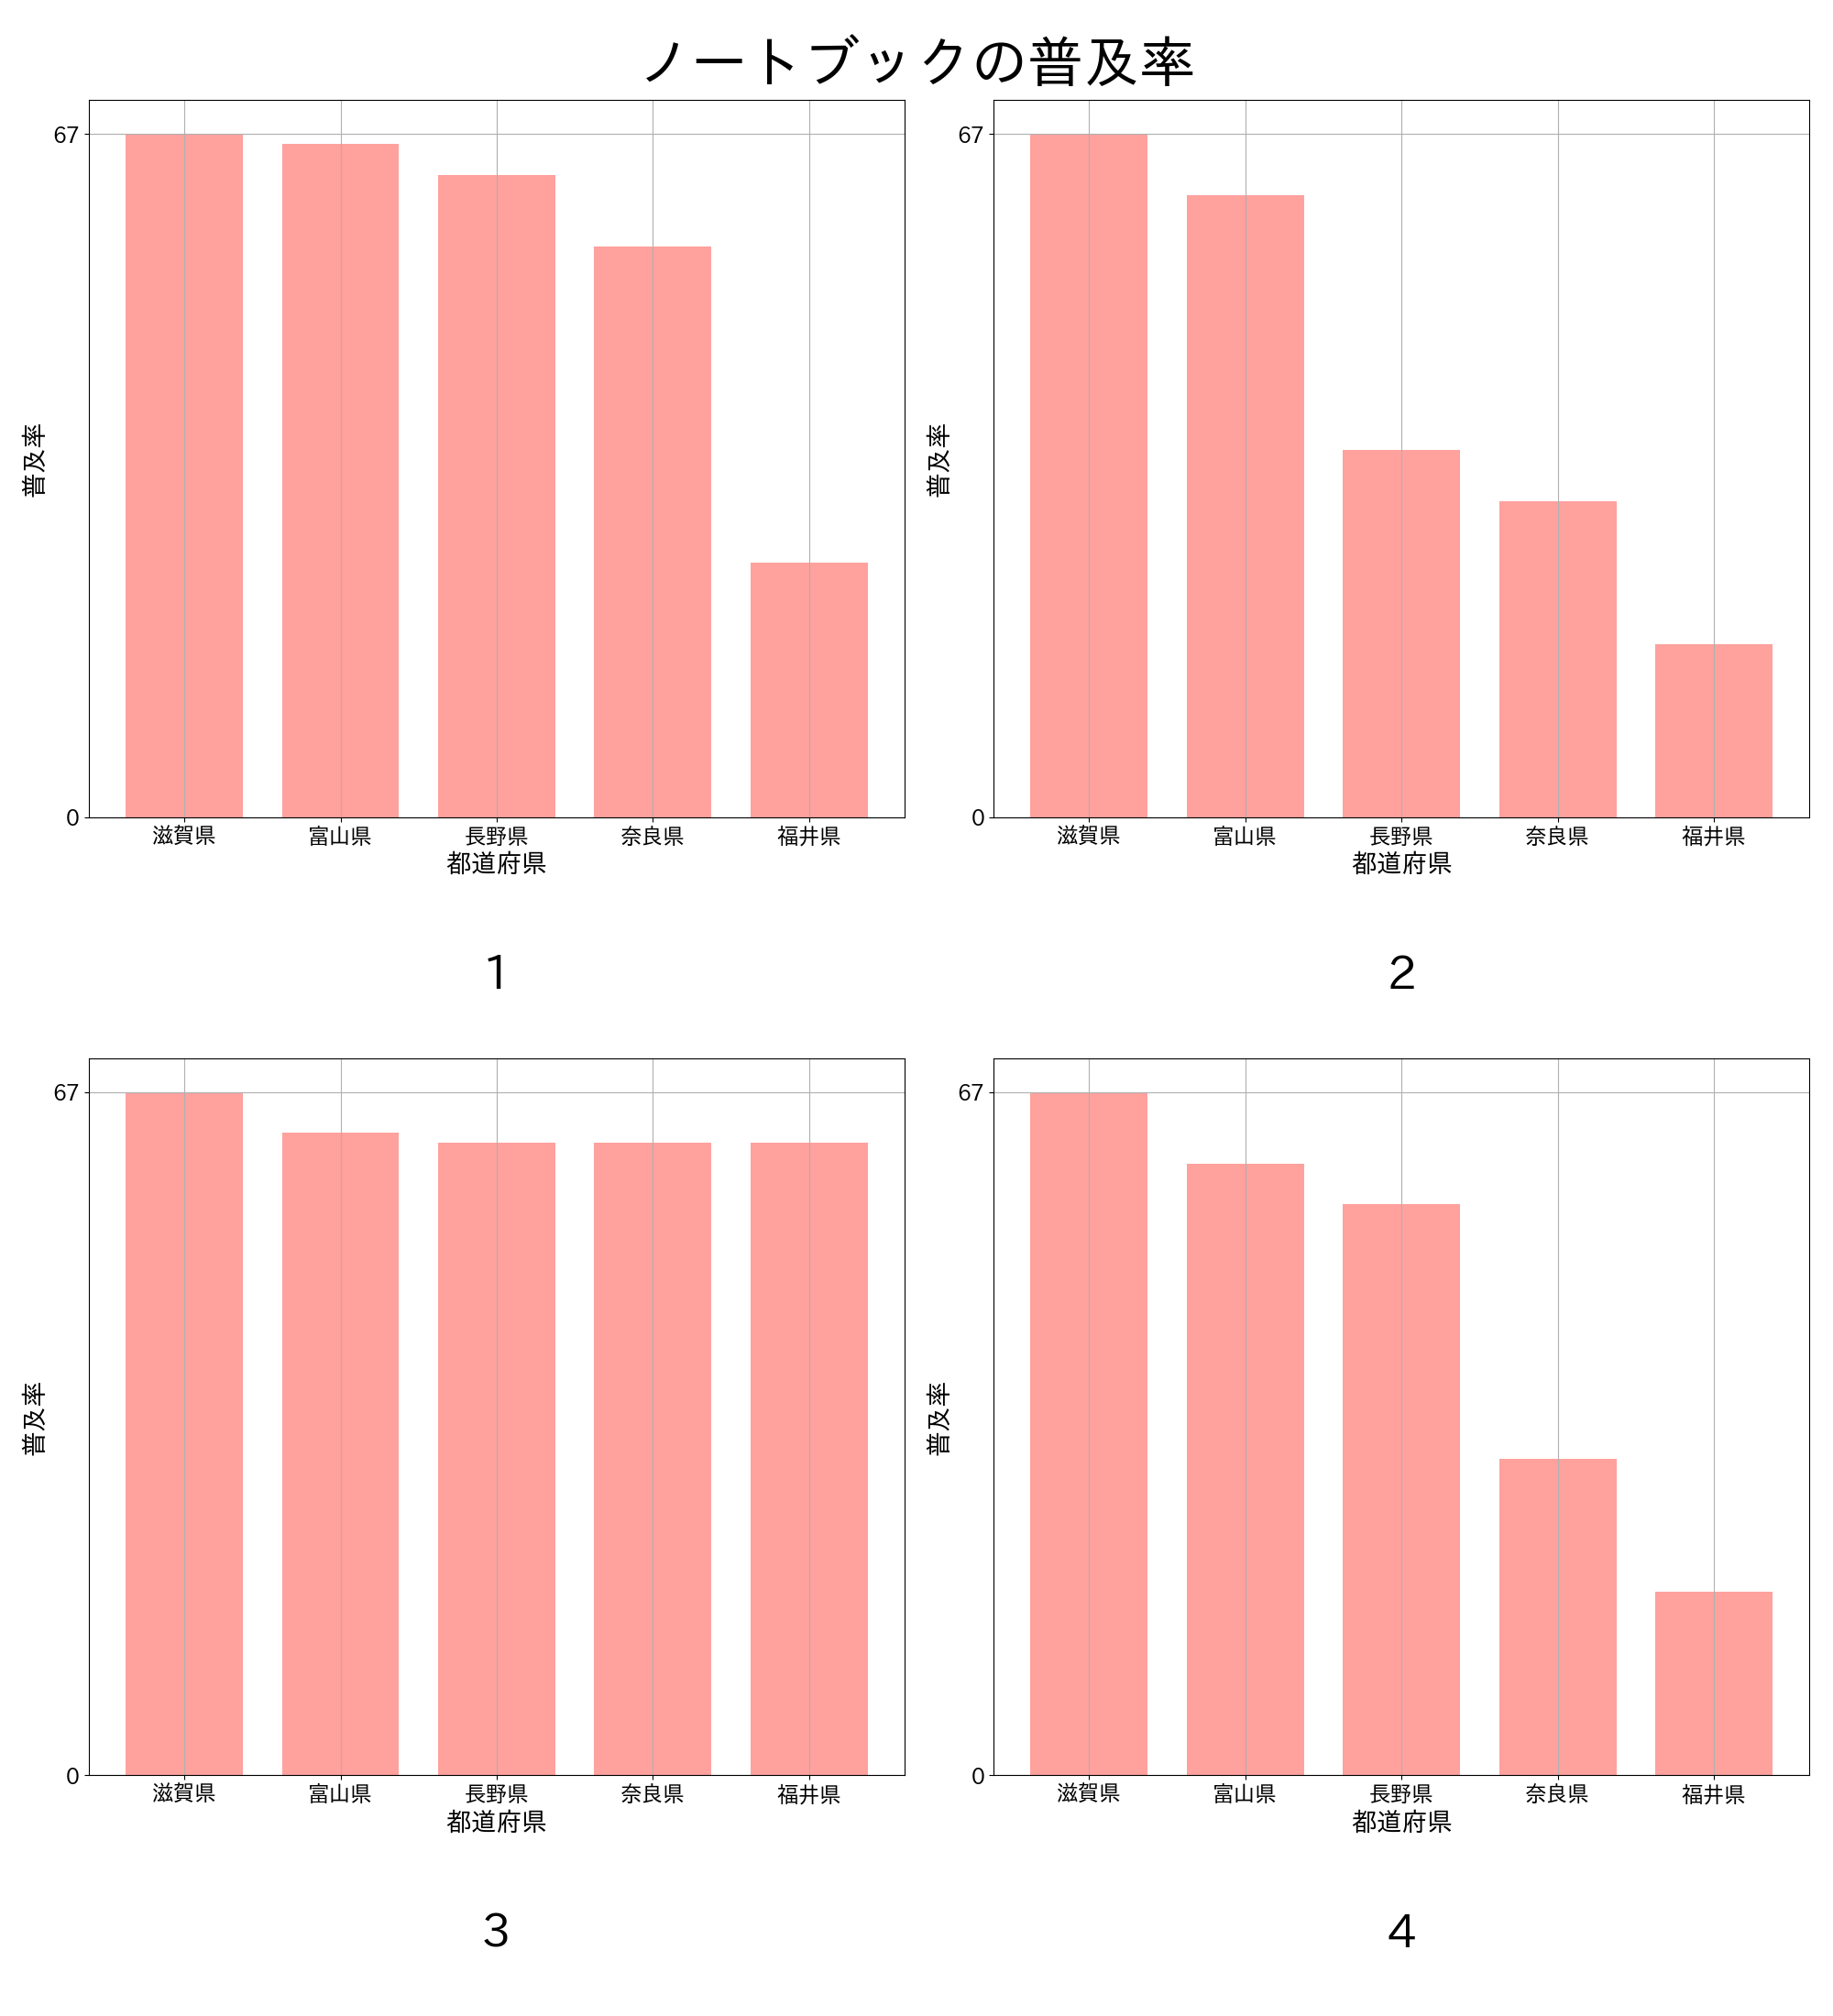 ノートブックの普及率
67
0
普及率
滋賀県 富山県 長野県 奈良県 福井県
都道府県
1
67
0
普及率
滋賀県 富山県 長野県 奈良県 福井県
都道府県
2
67
0
普及率
滋賀県 富山県 長野県 奈良県 福井県
都道府県
3
67
0
普及率
滋賀県 富山県 長野県 奈良県 福井県
都道府県
4